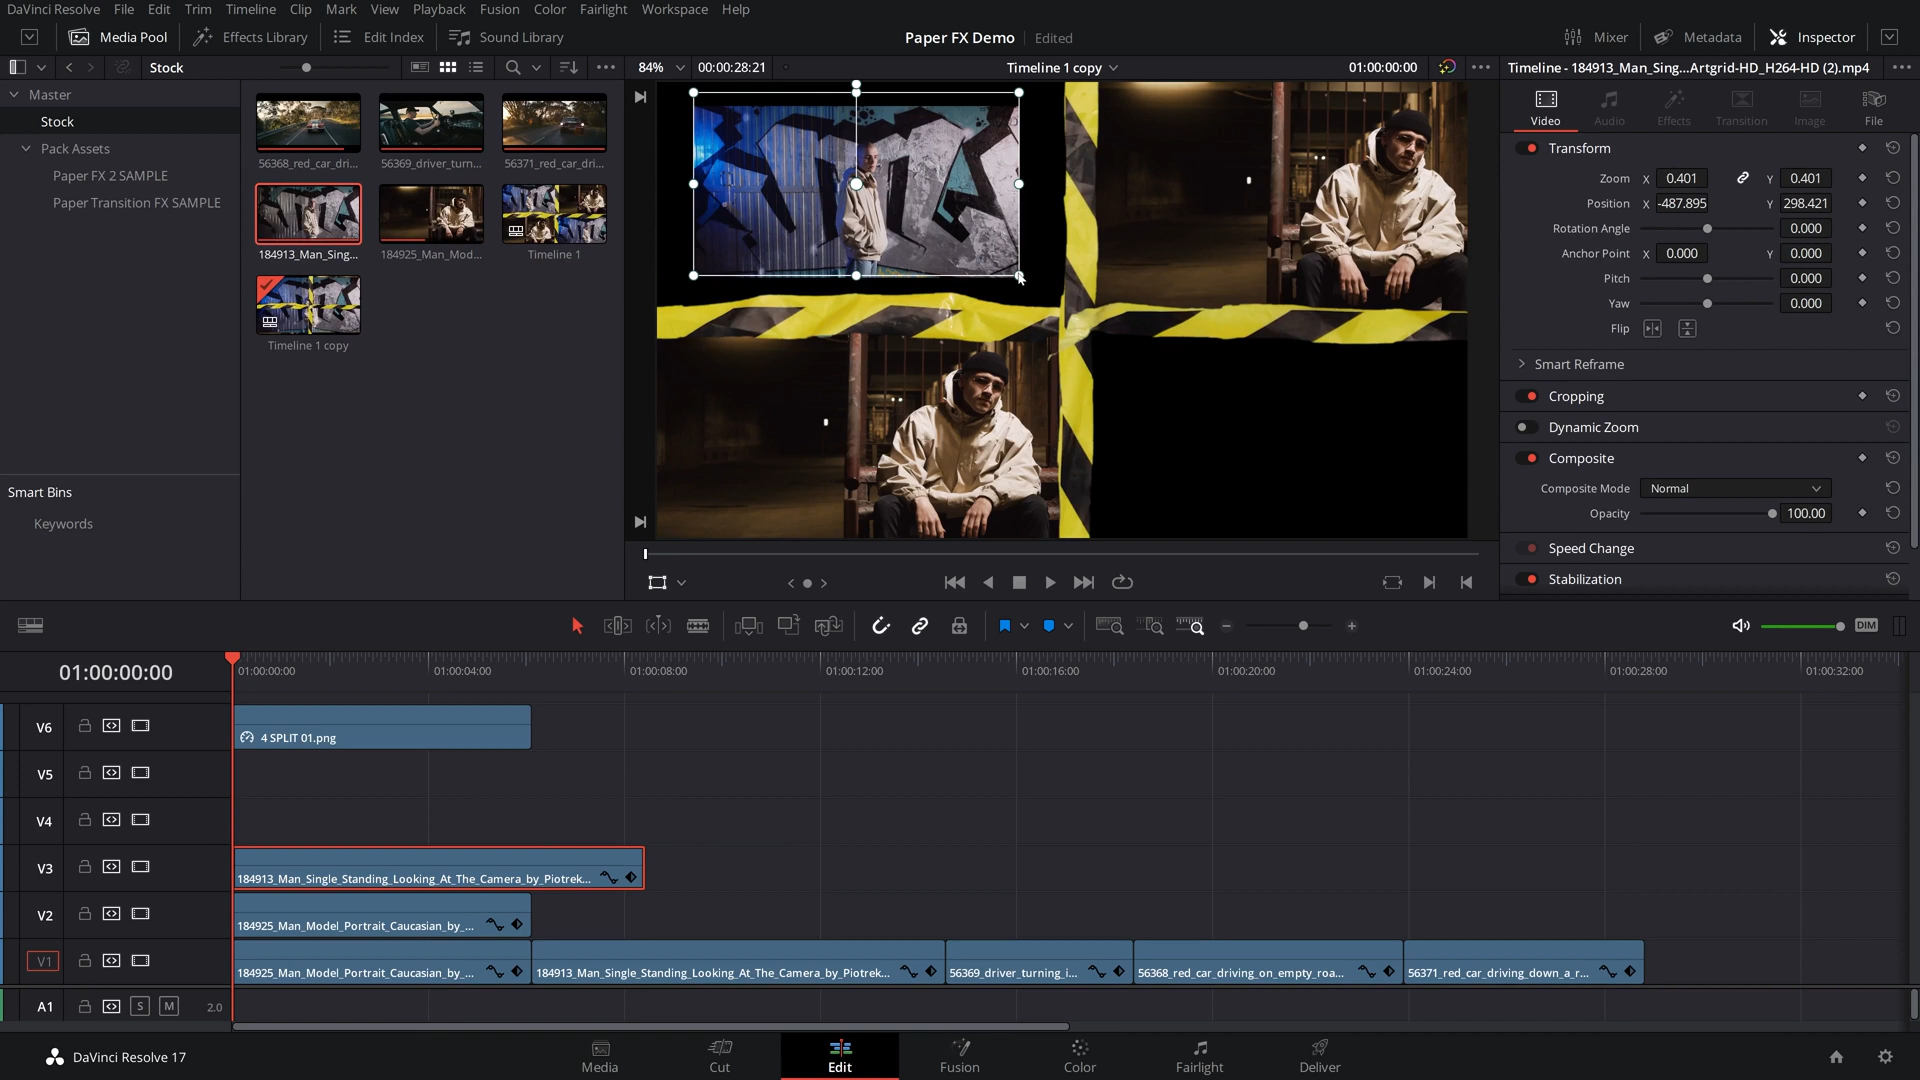 DaVinci Resolve File Edit Trim Timeline Clip Mark View Playback Fusion Color Fairlight Workspace Help
Media Pool Effects Library Edit Index Sound Library Paper FX Demo Edited Mixer Metadata Inspector
Stock 84% 00:00:28:21 Timeline 1 copy 01:00:00:00 Timeline - 184913_Man_Sing...Artgrid-HD_H264-HD (2).mp4
Master
Stock
Pack Assets
Paper FX 2 SAMPLE
Paper Transition FX SAMPLE
Smart Bins
Keywords
56368_red_car_dri... 56369_driver_turn... 56371_red_car_dri...
184913_Man_Sing... 184925_Man_Mod... Timeline 1
Timeline 1 copy
Video Audio Effects Transition Image File
Transform
Zoom X 0.401 Y 0.401
Position X -487.895 Y 298.421
Rotation Angle 0.000
Anchor Point X 0.000 Y 0.000
Pitch 0.000
Yaw 0.000
Flip
Smart Reframe
Cropping
Dynamic Zoom
Composite
Composite Mode Normal
Opacity 100.00
Speed Change
Stabilization
DIM
01:00:00:00 01:00:00:00 01:00:04:00 01:00:08:00 01:00:12:00 01:00:16:00 01:00:20:00 01:00:24:00 01:00:28:00 01:00:32:00
V6 4 SPLIT 01.png
V5
V4
V3 184913_Man_Single_Standing_Looking_At_The_Camera_by_Piotrek...
V2 184925_Man_Model_Portrait_Caucasian_by_...
V1 184925_Man_Model_Portrait_Caucasian_by_... 184913_Man_Single_Standing_Looking_At_The_Camera_by_Piotrek... 56369_driver_turning_i... 56368_red_car_driving_on_empty_roa... 56371_red_car_driving_down_a_r...
A1 S M 2.0
DaVinci Resolve 17 Media Cut Edit Fusion Color Fairlight Deliver